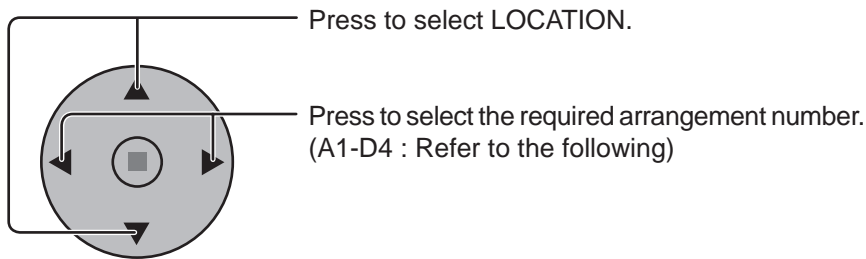 Press to select LOCATION.
Press to select the required arrangement number.
(A1-D4 : Refer to the following)